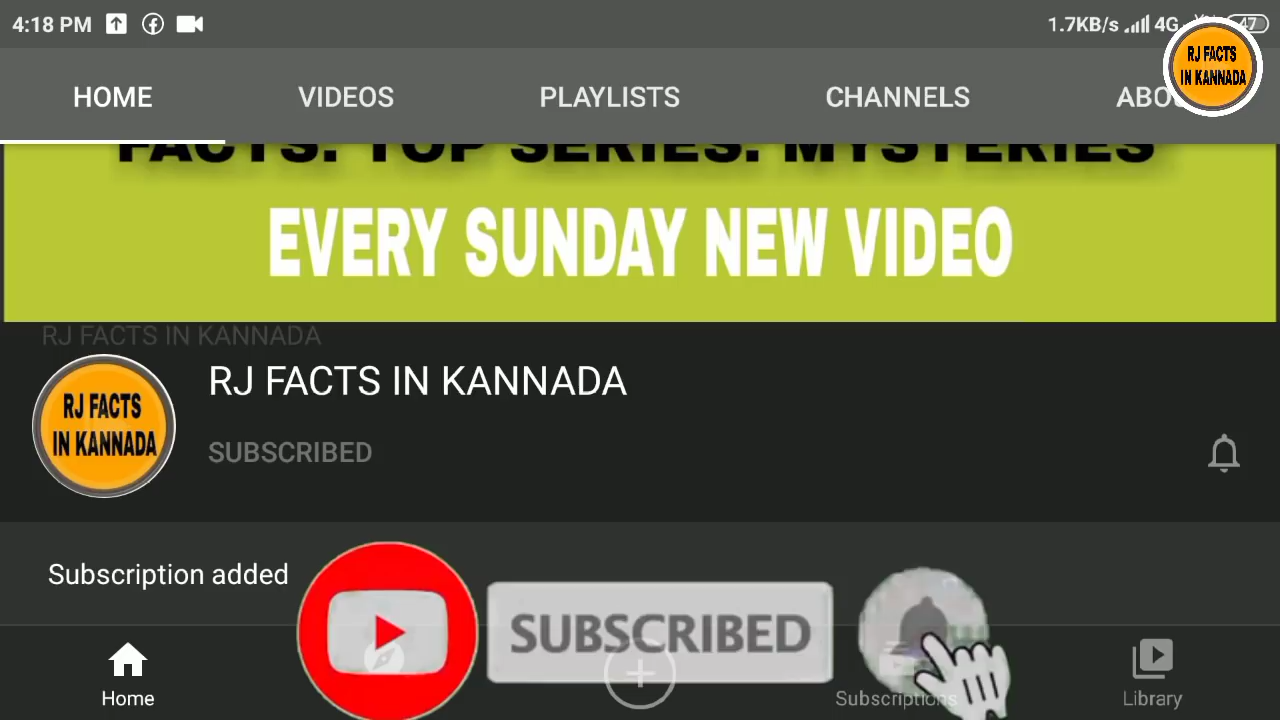 4:18 PM
1.7KB/s 4G 47
RJ FACTS
IN KANNADA
HOME VIDEOS PLAYLISTS CHANNELS
FACTS. TOP SERIES. MYSTERIES
EVERY SUNDAY NEW VIDEO
RJ FACTS IN KANNADA
RJ FACTS
IN KANNADA
RJ FACTS IN KANNADA
SUBSCRIBED
Subscription added
SUBSCRIBED
Home Subscriptions Library